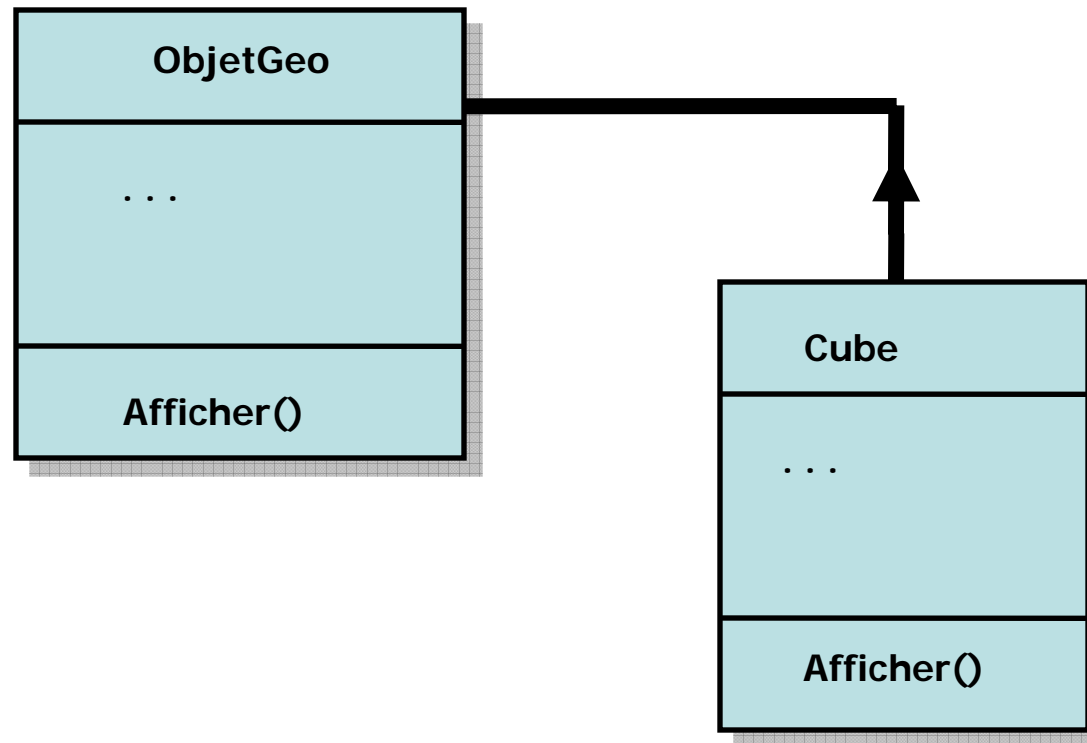 ObjetGeo
. . .
Afficher()
Cube
. . .
Afficher()